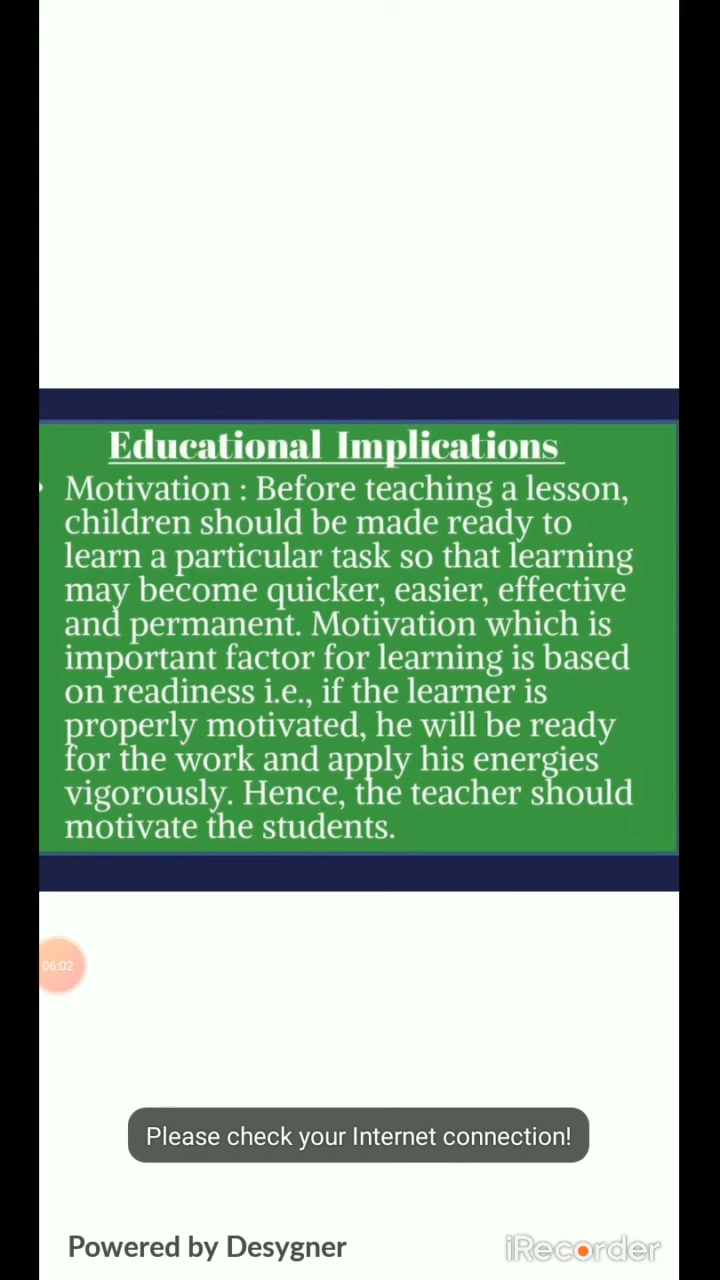 Educational Implications
Motivation : Before teaching a lesson,
children should be made ready to
learn a particular task so that learning
may become quicker, easier, effective
and permanent. Motivation which is
important factor for learning is based
on readiness i.e., if the learner is
properly motivated, he will be ready
for the work and apply his energies
vigorously. Hence, the teacher should
motivate the students.
06:02
Please check your Internet connection!
Powered by Desygner
iRecorder